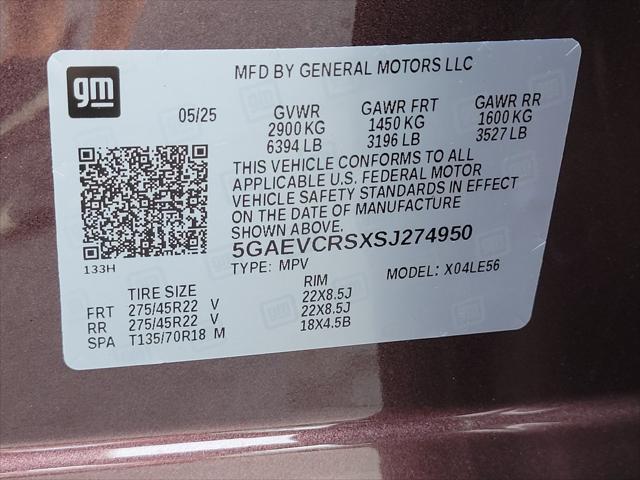 gm
MFD BY GENERAL MOTORS LLC
05/25 GVWR GAWR FRT GAWR RR
2900 KG 1450 KG 1600 KG
6394 LB 3196 LB 3527 LB
THIS VEHICLE CONFORMS TO ALL
APPLICABLE U.S. FEDERAL MOTOR
VEHICLE SAFETY STANDARDS IN EFFECT
ON THE DATE OF MANUFACTURE
SHOWN ABOVE.
5GAEVCRSXSJ274950
133H
TYPE: MPV MODEL: X04LE56
TIRE SIZE RIM
FRT 275/45R22 V 22X8.5J
RR 275/45R22 V 22X8.5J
SPA T135/70R18 M 18X4.5B